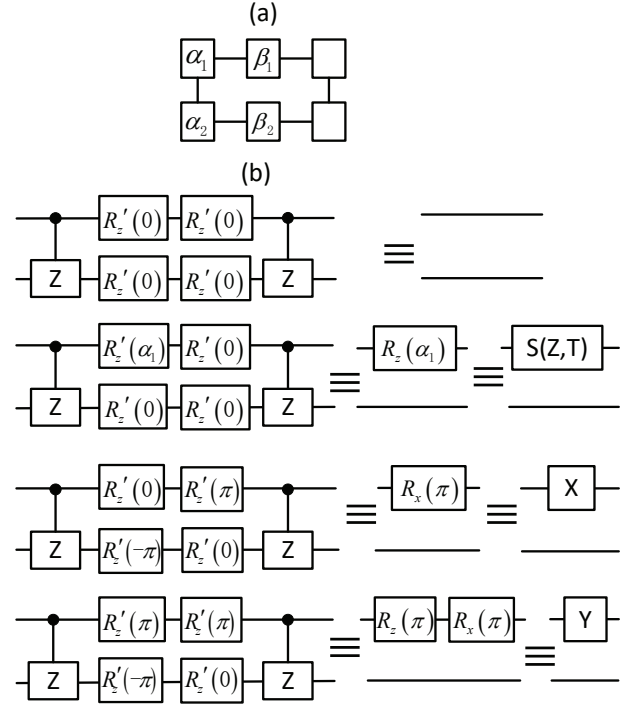 (a)
α₁ β₁
α₂ β₂
(b)
R_z′(0) R_z′(0)
Z R_z′(0) R_z′(0) Z ≡
R_z′(α₁) R_z′(0) R_z(α₁) S(Z,T)
Z R_z′(0) R_z′(0) Z ≡ ≡
R_z′(0) R_z′(π) R_x(π) X
Z R_z′(−π) R_z′(0) Z ≡ ≡
R_z′(π) R_z′(π) R_z(π) R_x(π) Y
Z R_z′(−π) R_z′(0) Z ≡ ≡